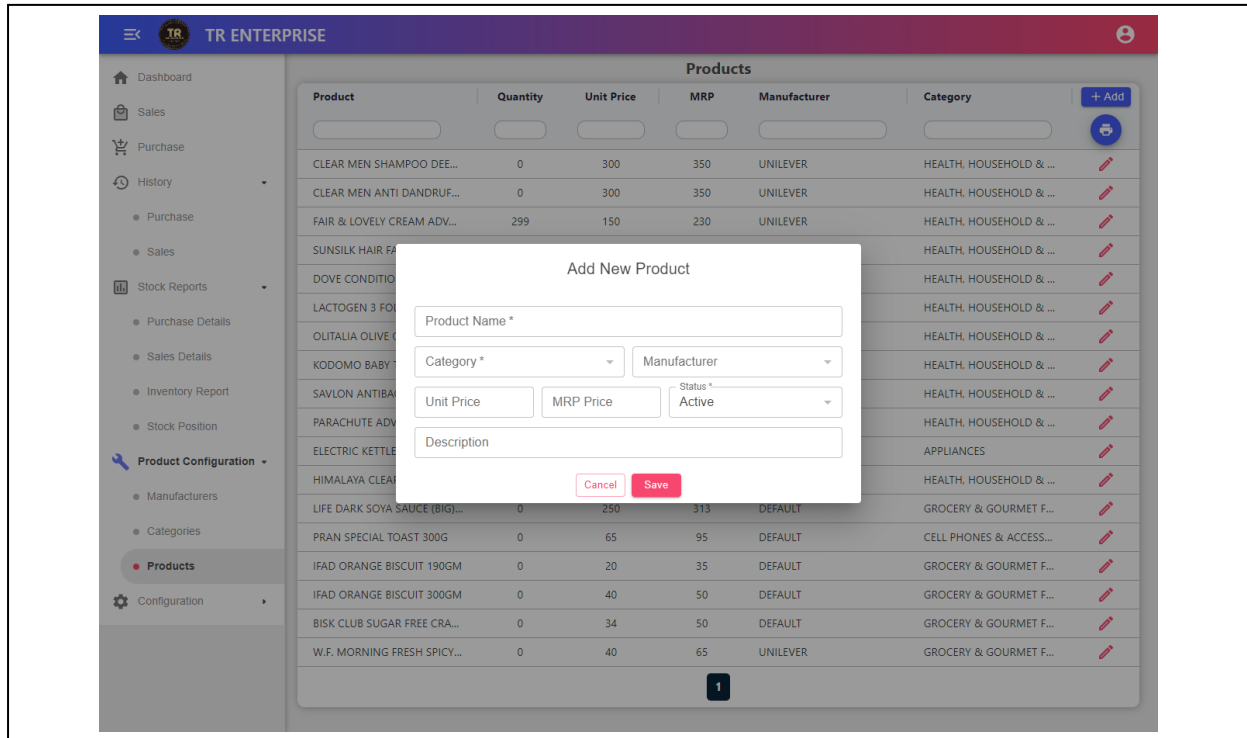 TR TR ENTERPRISE
Dashboard
Sales
Purchase
History
Purchase
Sales
Stock Reports
Purchase Details
Sales Details
Inventory Report
Stock Position
Product Configuration
Manufacturers
Categories
Products
Configuration
Products
Product Quantity Unit Price MRP Manufacturer Category + Add
CLEAR MEN SHAMPOO DEE... 0 300 350 UNILEVER HEALTH, HOUSEHOLD & ...
CLEAR MEN ANTI DANDRUF... 0 300 350 UNILEVER HEALTH, HOUSEHOLD & ...
FAIR & LOVELY CREAM ADV... 299 150 230 UNILEVER HEALTH, HOUSEHOLD & ...
SUNSILK HAIR FA HEALTH, HOUSEHOLD & ...
DOVE CONDITIO HEALTH, HOUSEHOLD & ...
LACTOGEN 3 FOL HEALTH, HOUSEHOLD & ...
OLITALIA OLIVE HEALTH, HOUSEHOLD & ...
KODOMO BABY HEALTH, HOUSEHOLD & ...
SAVLON ANTIBA HEALTH, HOUSEHOLD & ...
PARACHUTE ADV HEALTH, HOUSEHOLD & ...
ELECTRIC KETTLE APPLIANCES
HIMALAYA CLEAR HEALTH, HOUSEHOLD & ...
LIFE DARK SOYA SAUCE (BIG)... 0 250 313 DEFAULT GROCERY & GOURMET F...
PRAN SPECIAL TOAST 300G 0 65 95 DEFAULT CELL PHONES & ACCESS...
IFAD ORANGE BISCUIT 190GM 0 20 35 DEFAULT GROCERY & GOURMET F...
IFAD ORANGE BISCUIT 300GM 0 40 50 DEFAULT GROCERY & GOURMET F...
BISK CLUB SUGAR FREE CRA... 0 34 50 DEFAULT GROCERY & GOURMET F...
W.F. MORNING FRESH SPICY... 0 40 65 UNILEVER GROCERY & GOURMET F...
1
Add New Product
Product Name *
Category * Manufacturer
Unit Price MRP Price Status * Active
Description
Cancel Save